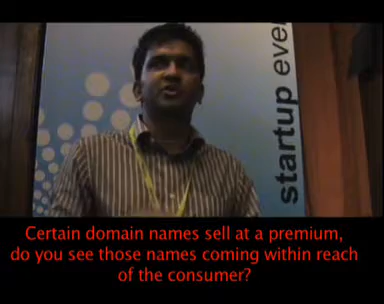 startup eve
Certain domain names sell at a premium,
do you see those names coming within reach
of the consumer?